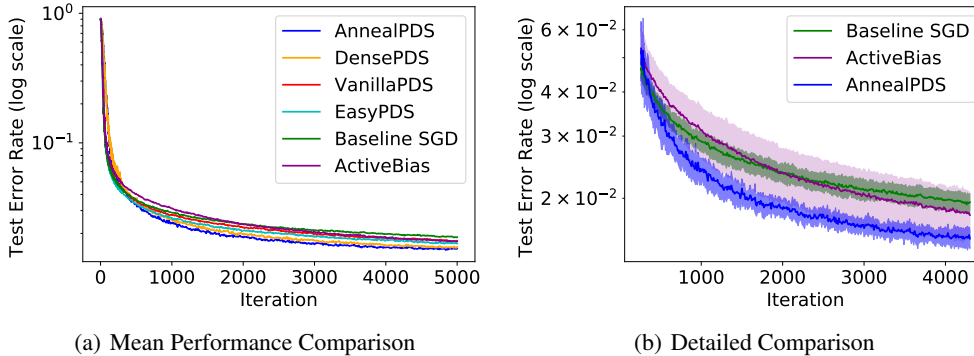 10⁰
10⁻¹
Test Error Rate (log scale)
AnnealPDS
DensePDS
VanillaPDS
EasyPDS
Baseline SGD
ActiveBias
0 1000 2000 3000 4000 5000
Iteration
(a) Mean Performance Comparison
6 × 10⁻²
4 × 10⁻²
3 × 10⁻²
2 × 10⁻²
Test Error Rate (log scale)
Baseline SGD
ActiveBias
AnnealPDS
1000 2000 3000 4000
Iteration
(b) Detailed Comparison